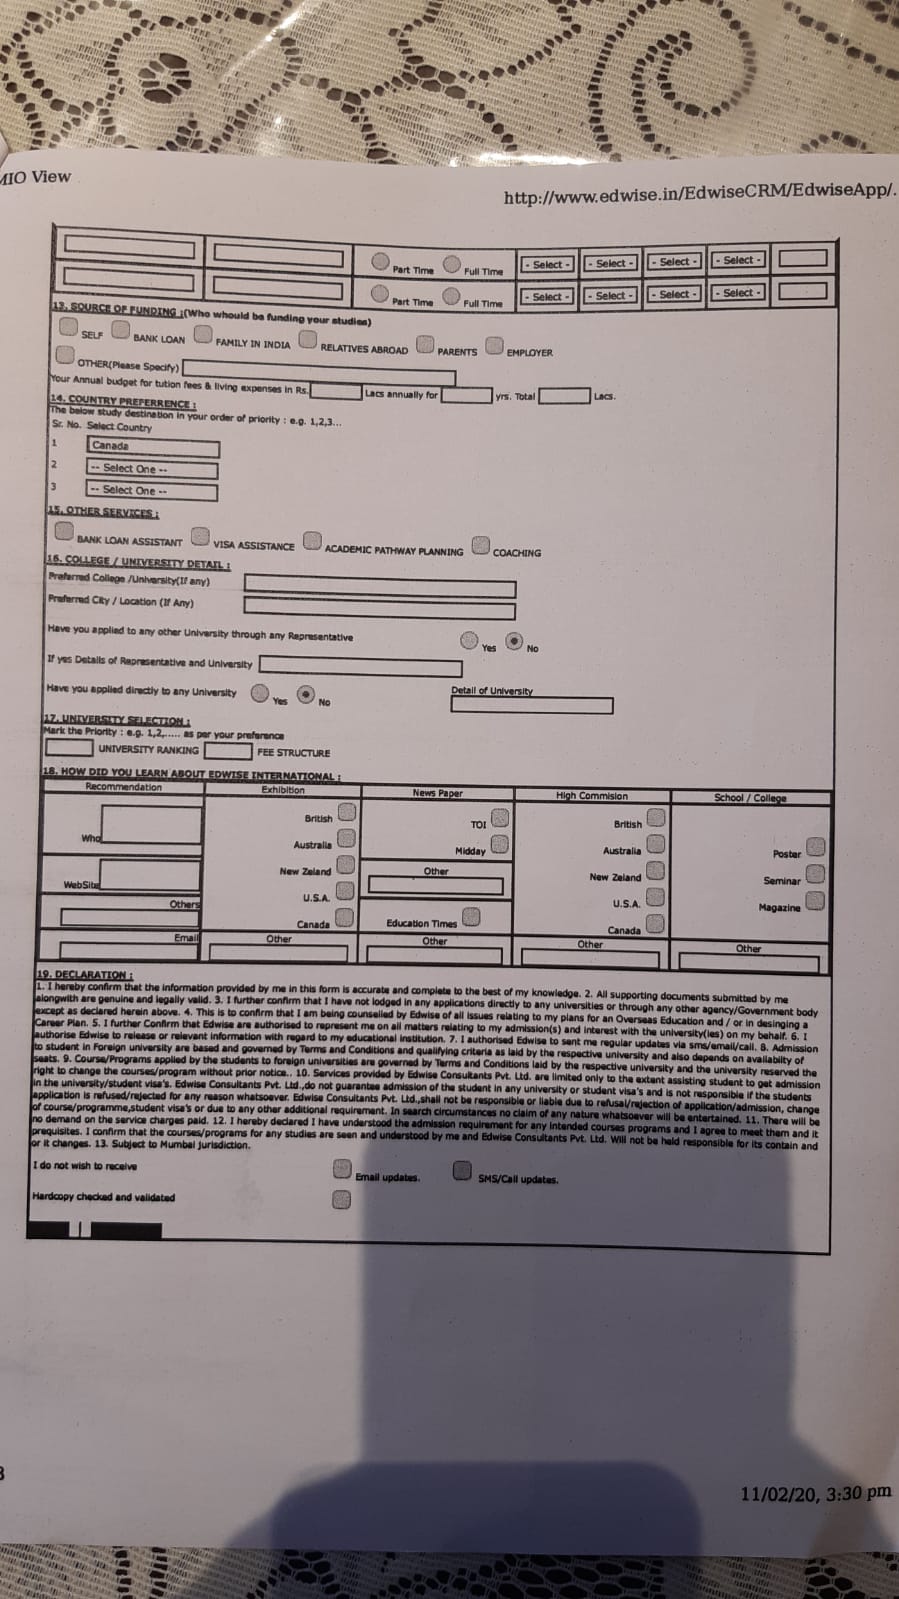 MIO View
http://www.edwise.in/EdwiseCRM/EdwiseApp/.
Part Time Full Time - Select - - Select - - Select - - Select -
Part Time Full Time - Select - - Select - - Select - - Select -
13. SOURCE OF FUNDING :(Who whould be funding your studies)
SELF BANK LOAN FAMILY IN INDIA RELATIVES ABROAD PARENTS EMPLOYER
OTHER(Please Specify)
Your Annual budget for tution fees & living expenses in Rs. Lacs annually for yrs. Total Lacs.
14. COUNTRY PREFERRENCE :
The below study destination in your order of priority : e.g. 1,2,3...
Sr. No. Select Country
1 Canada
2 -- Select One --
3 -- Select One --
15. OTHER SERVICES :
BANK LOAN ASSISTANT VISA ASSISTANCE ACADEMIC PATHWAY PLANNING COACHING
16. COLLEGE / UNIVERSITY DETAIL :
Preferred College /University(If any)
Preferred City / Location (If Any)
Have you applied to any other University through any Representative Yes No
If yes Details of Representative and University
Have you applied directly to any University Yes No Detail of University
17. UNIVERSITY SELECTION :
Mark the Priority : e.g. 1,2,..... as per your preference
UNIVERSITY RANKING FEE STRUCTURE
18. HOW DID YOU LEARN ABOUT EDWISE INTERNATIONAL :
Recommendation Exhibition News Paper High Commision School / College
British TOI British
Who Australia Midday Australia Poster
New Zeland Other New Zeland Seminar
WebSite U.S.A. U.S.A. Magazine
Others Canada Education Times Canada
Email Other Other Other Other
19. DECLARATION :
1. I hereby confirm that the information provided by me in this form is accurate and complete to the best of my knowledge. 2. All supporting documents submitted by me
alongwith are genuine and legally valid. 3. I further confirm that I have not lodged in any applications directly to any universities or through any other agency/Government body
except as declared herein above. 4. This is to confirm that I am being counselled by Edwise of all issues relating to my plans for an Overseas Education and / or in desinging a
Career Plan. 5. I further Confirm that Edwise are authorised to represent me on all matters relating to my admission(s) and interest with the university(ies) on my behalf. 6. I
authorise Edwise to release or relevant information with regard to my educational institution. 7. I authorised Edwise to sent me regular updates via sms/email/call. 8. Admission
to student in Foreign university are based and governed by Terms and Conditions and qualifying criteria as laid by the respective university and also depends on availabilty of
seats. 9. Course/Programs applied by the students to foreign universities are governed by Terms and Conditions laid by the respective university and the university reserved the
right to change the courses/program without prior notice.. 10. Services provided by Edwise Consultants Pvt. Ltd. are limited only to the extent assisting student to get admission
in the university/student visa's. Edwise Consultants Pvt. Ltd.,do not guarantee admission of the student in any university or student visa's and is not responsible if the students
application is refused/rejected for any reason whatsoever. Edwise Consultants Pvt. Ltd.,shall not be responsible or liable due to refusal/rejection of application/admission, change
of course/programme,student visa's or due to any other additional requirement. In search circumstances no claim of any nature whatsoever will be entertained. 11. There will be
no demand on the service charges paid. 12. I hereby declared I have understood the admission requirement for any intended courses programs and I agree to meet them and it
prequisites. I confirm that the courses/programs for any studies are seen and understood by me and Edwise Consultants Pvt. Ltd. Will not be held responsible for its contain and
or it changes. 13. Subject to Mumbai Jurisdiction.
I do not wish to receive Email updates. SMS/Call updates.
Hardcopy checked and validated
3
11/02/20, 3:30 pm